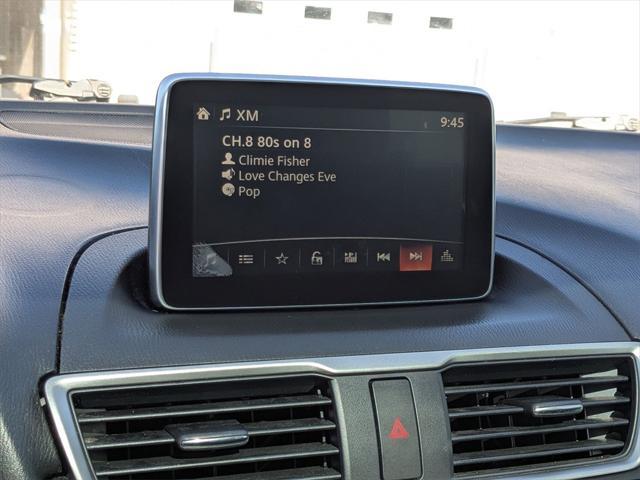 XM 9:45
CH.8 80s on 8
Climie Fisher
Love Changes Eve
Pop